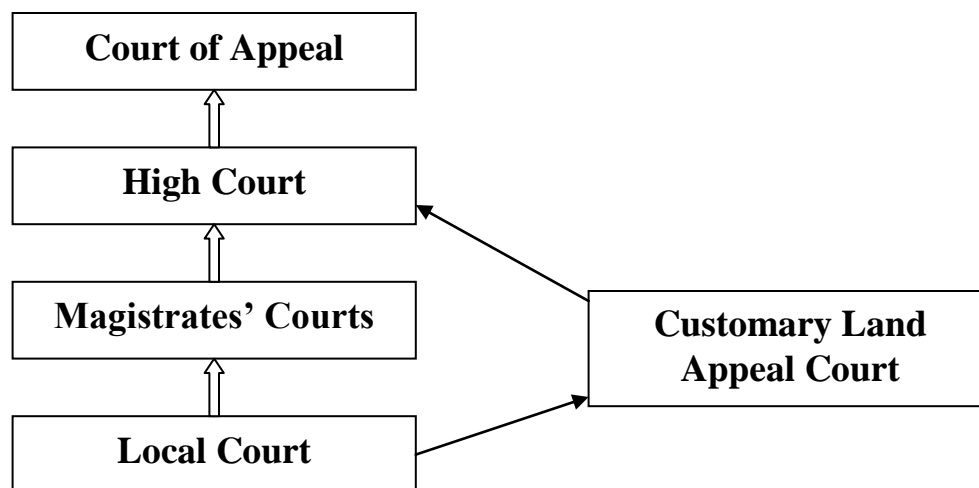 Court of Appeal
High Court
Magistrates’ Courts
Customary Land
Appeal Court
Local Court